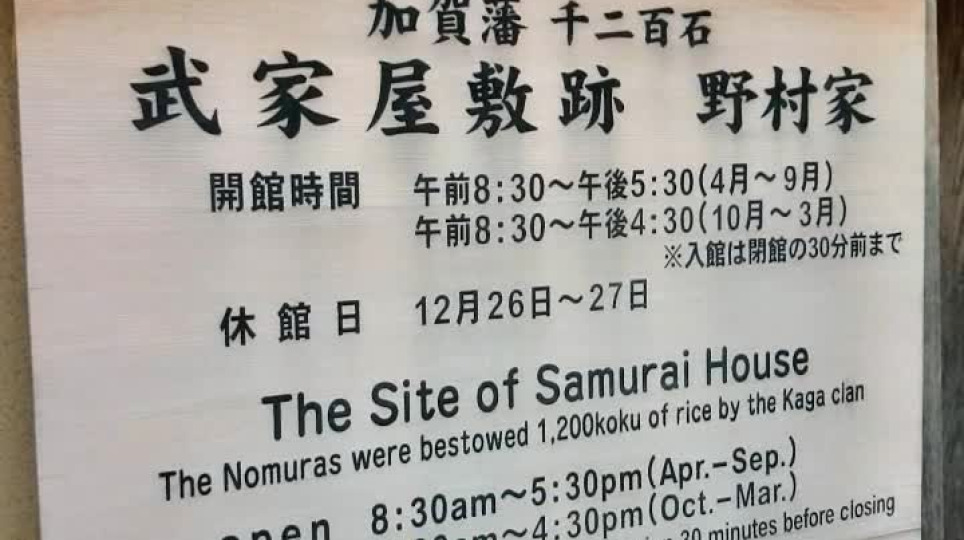 加賀藩 千二百石
武家屋敷跡 野村家
開館時間 午前8:30〜午後5:30(4月〜9月)
午前8:30〜午後4:30(10月〜3月)
※入館は閉館の30分前まで
休館日 12月26日〜27日
The Site of Samurai House
The Nomuras were bestowed 1,200koku of rice by the Kaga clan
open 8:30am〜5:30pm(Apr.–Sep.)
〜4:30pm(Oct.–Mar.)
minutes before closing